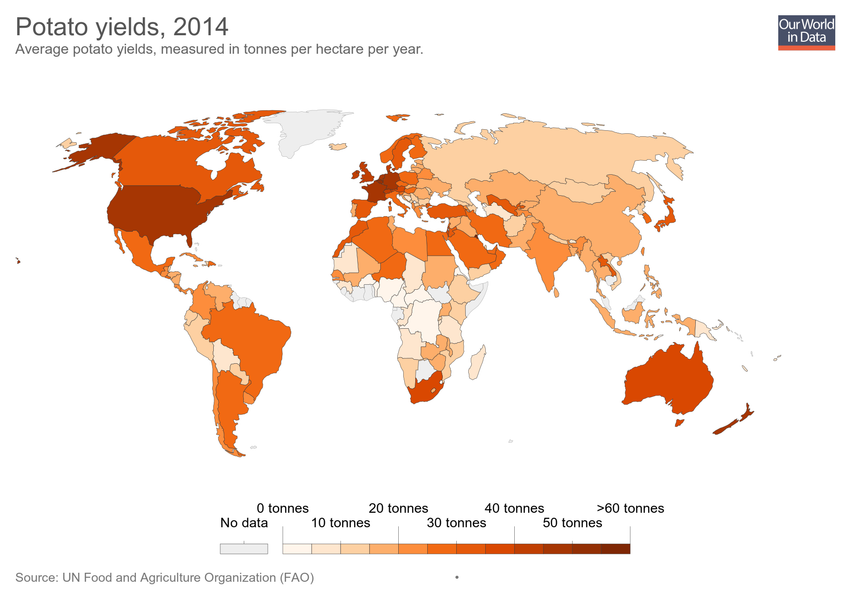 Potato yields, 2014
Average potato yields, measured in tonnes per hectare per year.
Our World
in Data
0 tonnes 20 tonnes 40 tonnes >60 tonnes
No data 10 tonnes 30 tonnes 50 tonnes
Source: UN Food and Agriculture Organization (FAO)